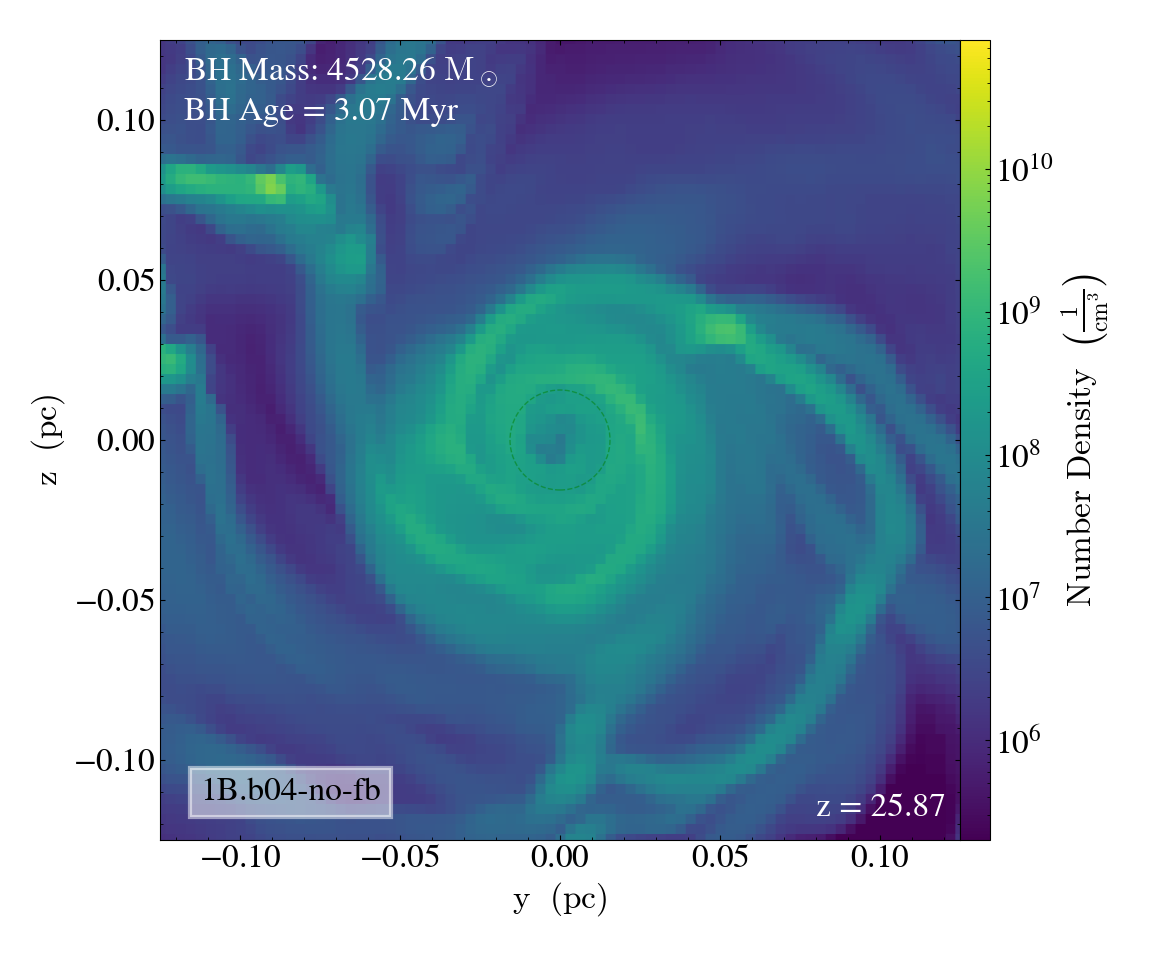 BH Mass: 4528.26 M☉
BH Age = 3.07 Myr
0.10
0.05
0.00
−0.05
−0.10
z (pc)
1B.b04-no-fb
z = 25.87
−0.10 −0.05 0.00 0.05 0.10
y (pc)
10¹⁰
10⁹
10⁸
10⁷
10⁶
Number Density (1/cm³)